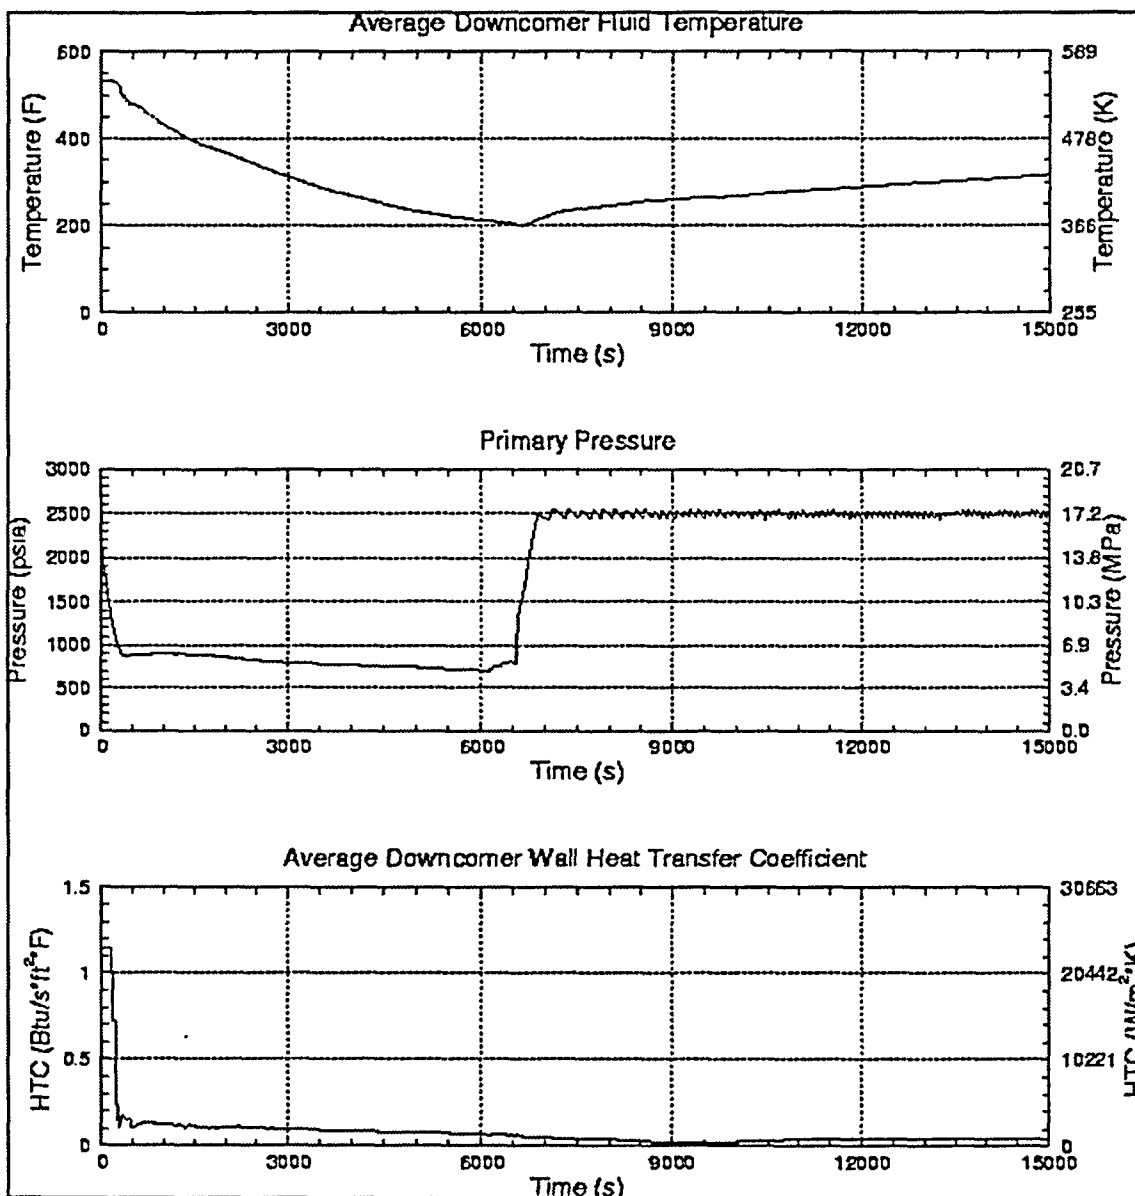 Average Downcomer Fluid Temperature
600 569
400 478
200 366
0 255
Temperature (F)
Temperature (K)
0 3000 6000 9000 12000 15000
Time (s)
Primary Pressure
3000 20.7
2500 17.2
2000 13.8
1500 10.3
1000 6.9
500 3.4
0 0.0
Pressure (psia)
Pressure (MPa)
0 3000 6000 9000 12000 15000
Time (s)
Average Downcomer Wall Heat Transfer Coefficient
1.5 30663
1 20442
0.5 10221
0 0
HTC (Btu/s*ft²*F)
HTC (W/m²*K)
0 3000 6000 9000 12000 15000
Time (s)